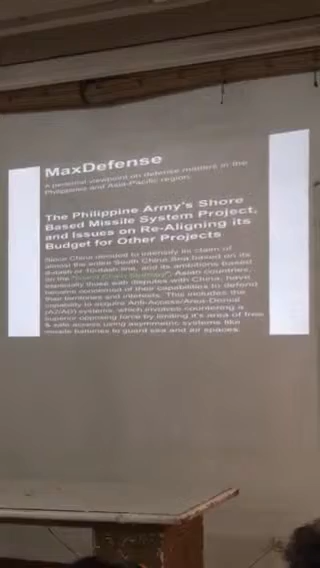 MaxDefense
A personal viewpoint on defense matters in the
Philippines and Asia-Pacific region.
The Philippine Army's Shore
Based Missile System Project,
and Issues on Re-Aligning its
Budget for Other Projects
Since China started to intensify its claim of
almost the entire South China Sea based on its
9-dash or 10-dash line, and its ambitions based
on the "Island Chain Strategy", Asian countries,
especially those with disputes with China, have
became concerned of their capabilities to defend
their territories and interests. This includes the
capability to acquire Anti-Access/Area-Denial
(A2/AD) systems, which involves countering a
superior opposing force by limiting it's area of free
& safe access using asymmetric systems like
missile batteries to guard sea and air spaces.